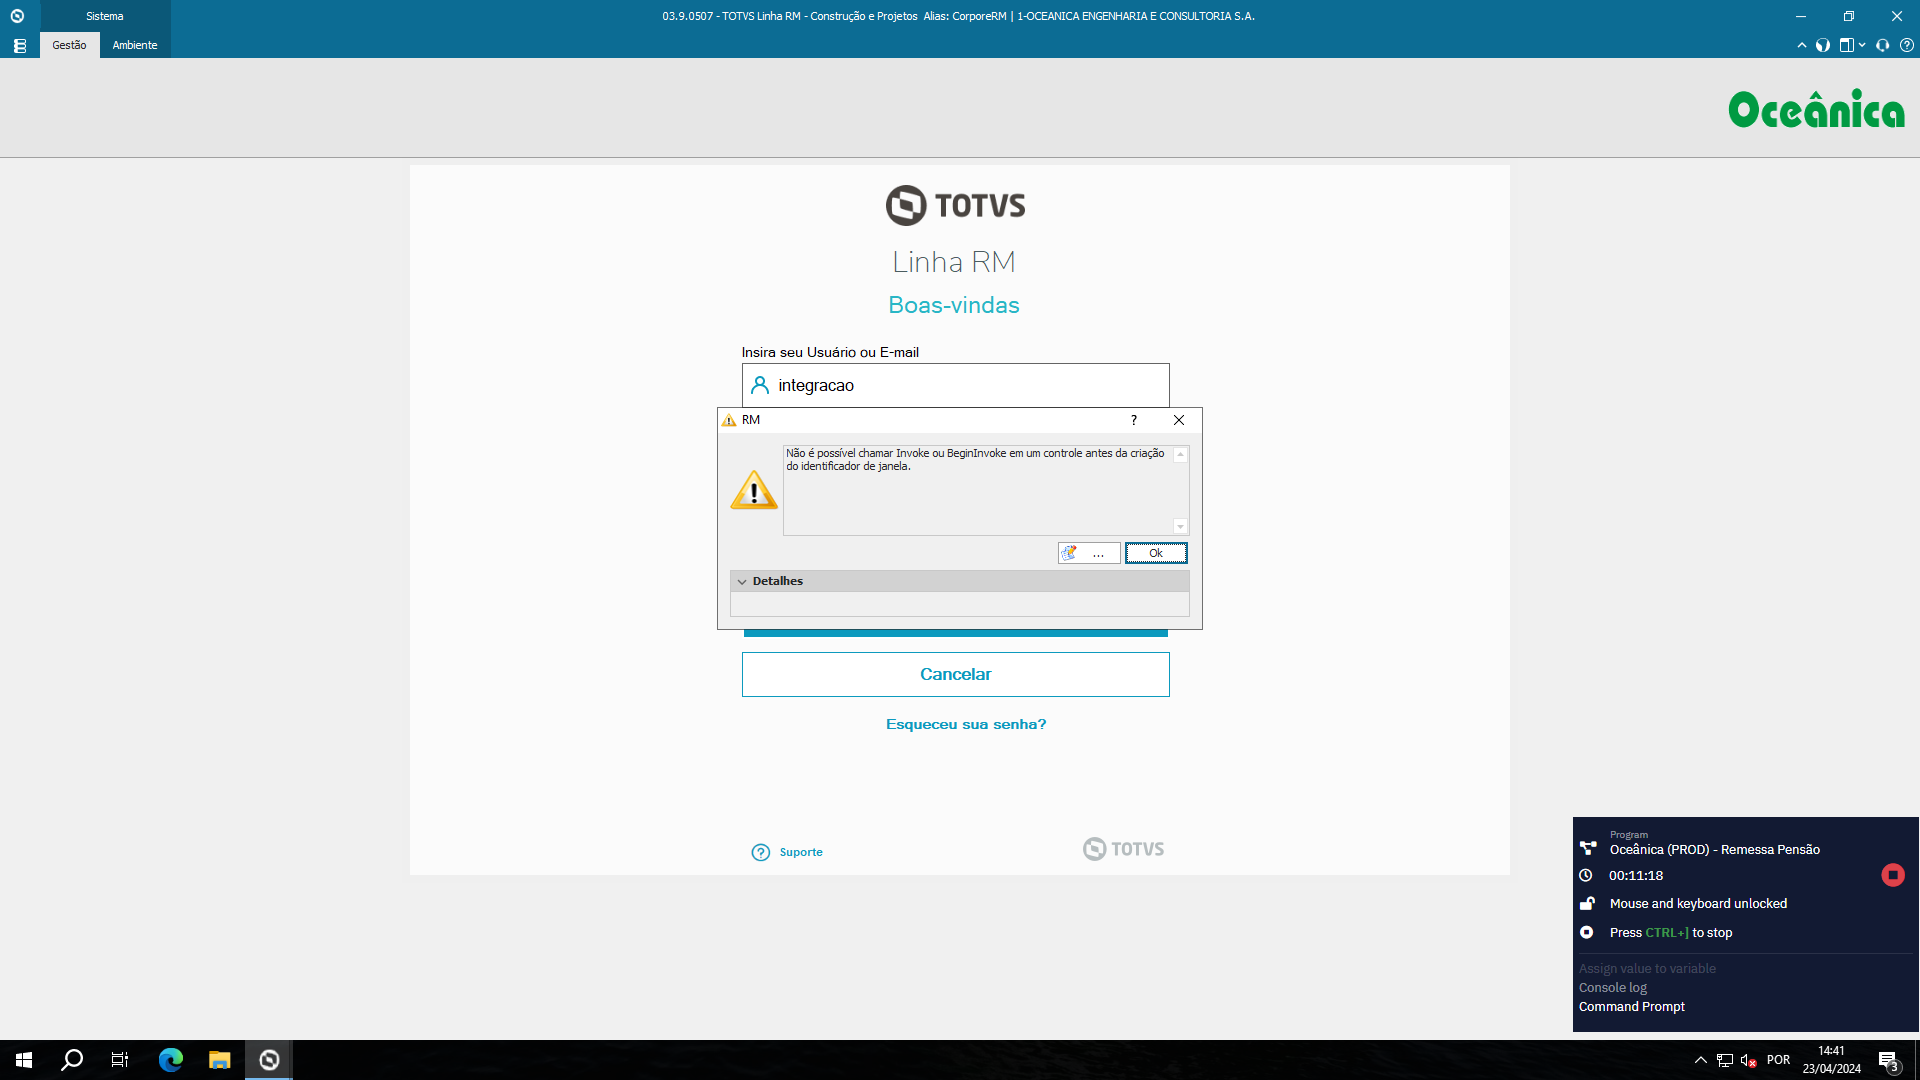 Sistema
03.9.0507 - TOTVS Linha RM - Construção e Projetos  Alias: CorporeRM | 1-OCEANICA ENGENHARIA E CONSULTORIA S.A.
Gestão
Ambiente
Oceânica
TOTVS
Linha RM
Boas-vindas
Insira seu Usuário ou E-mail
integracao
RM
?
Não é possível chamar Invoke ou BeginInvoke em um controle antes da criação
do identificador de janela.
...
Ok
Detalhes
Cancelar
Esqueceu sua senha?
Suporte
TOTVS
Program
Oceânica (PROD) - Remessa Pensão
00:11:18
Mouse and keyboard unlocked
Press CTRL+] to stop
Assign value to variable
Console log
Command Prompt
POR
14:41
23/04/2024
3